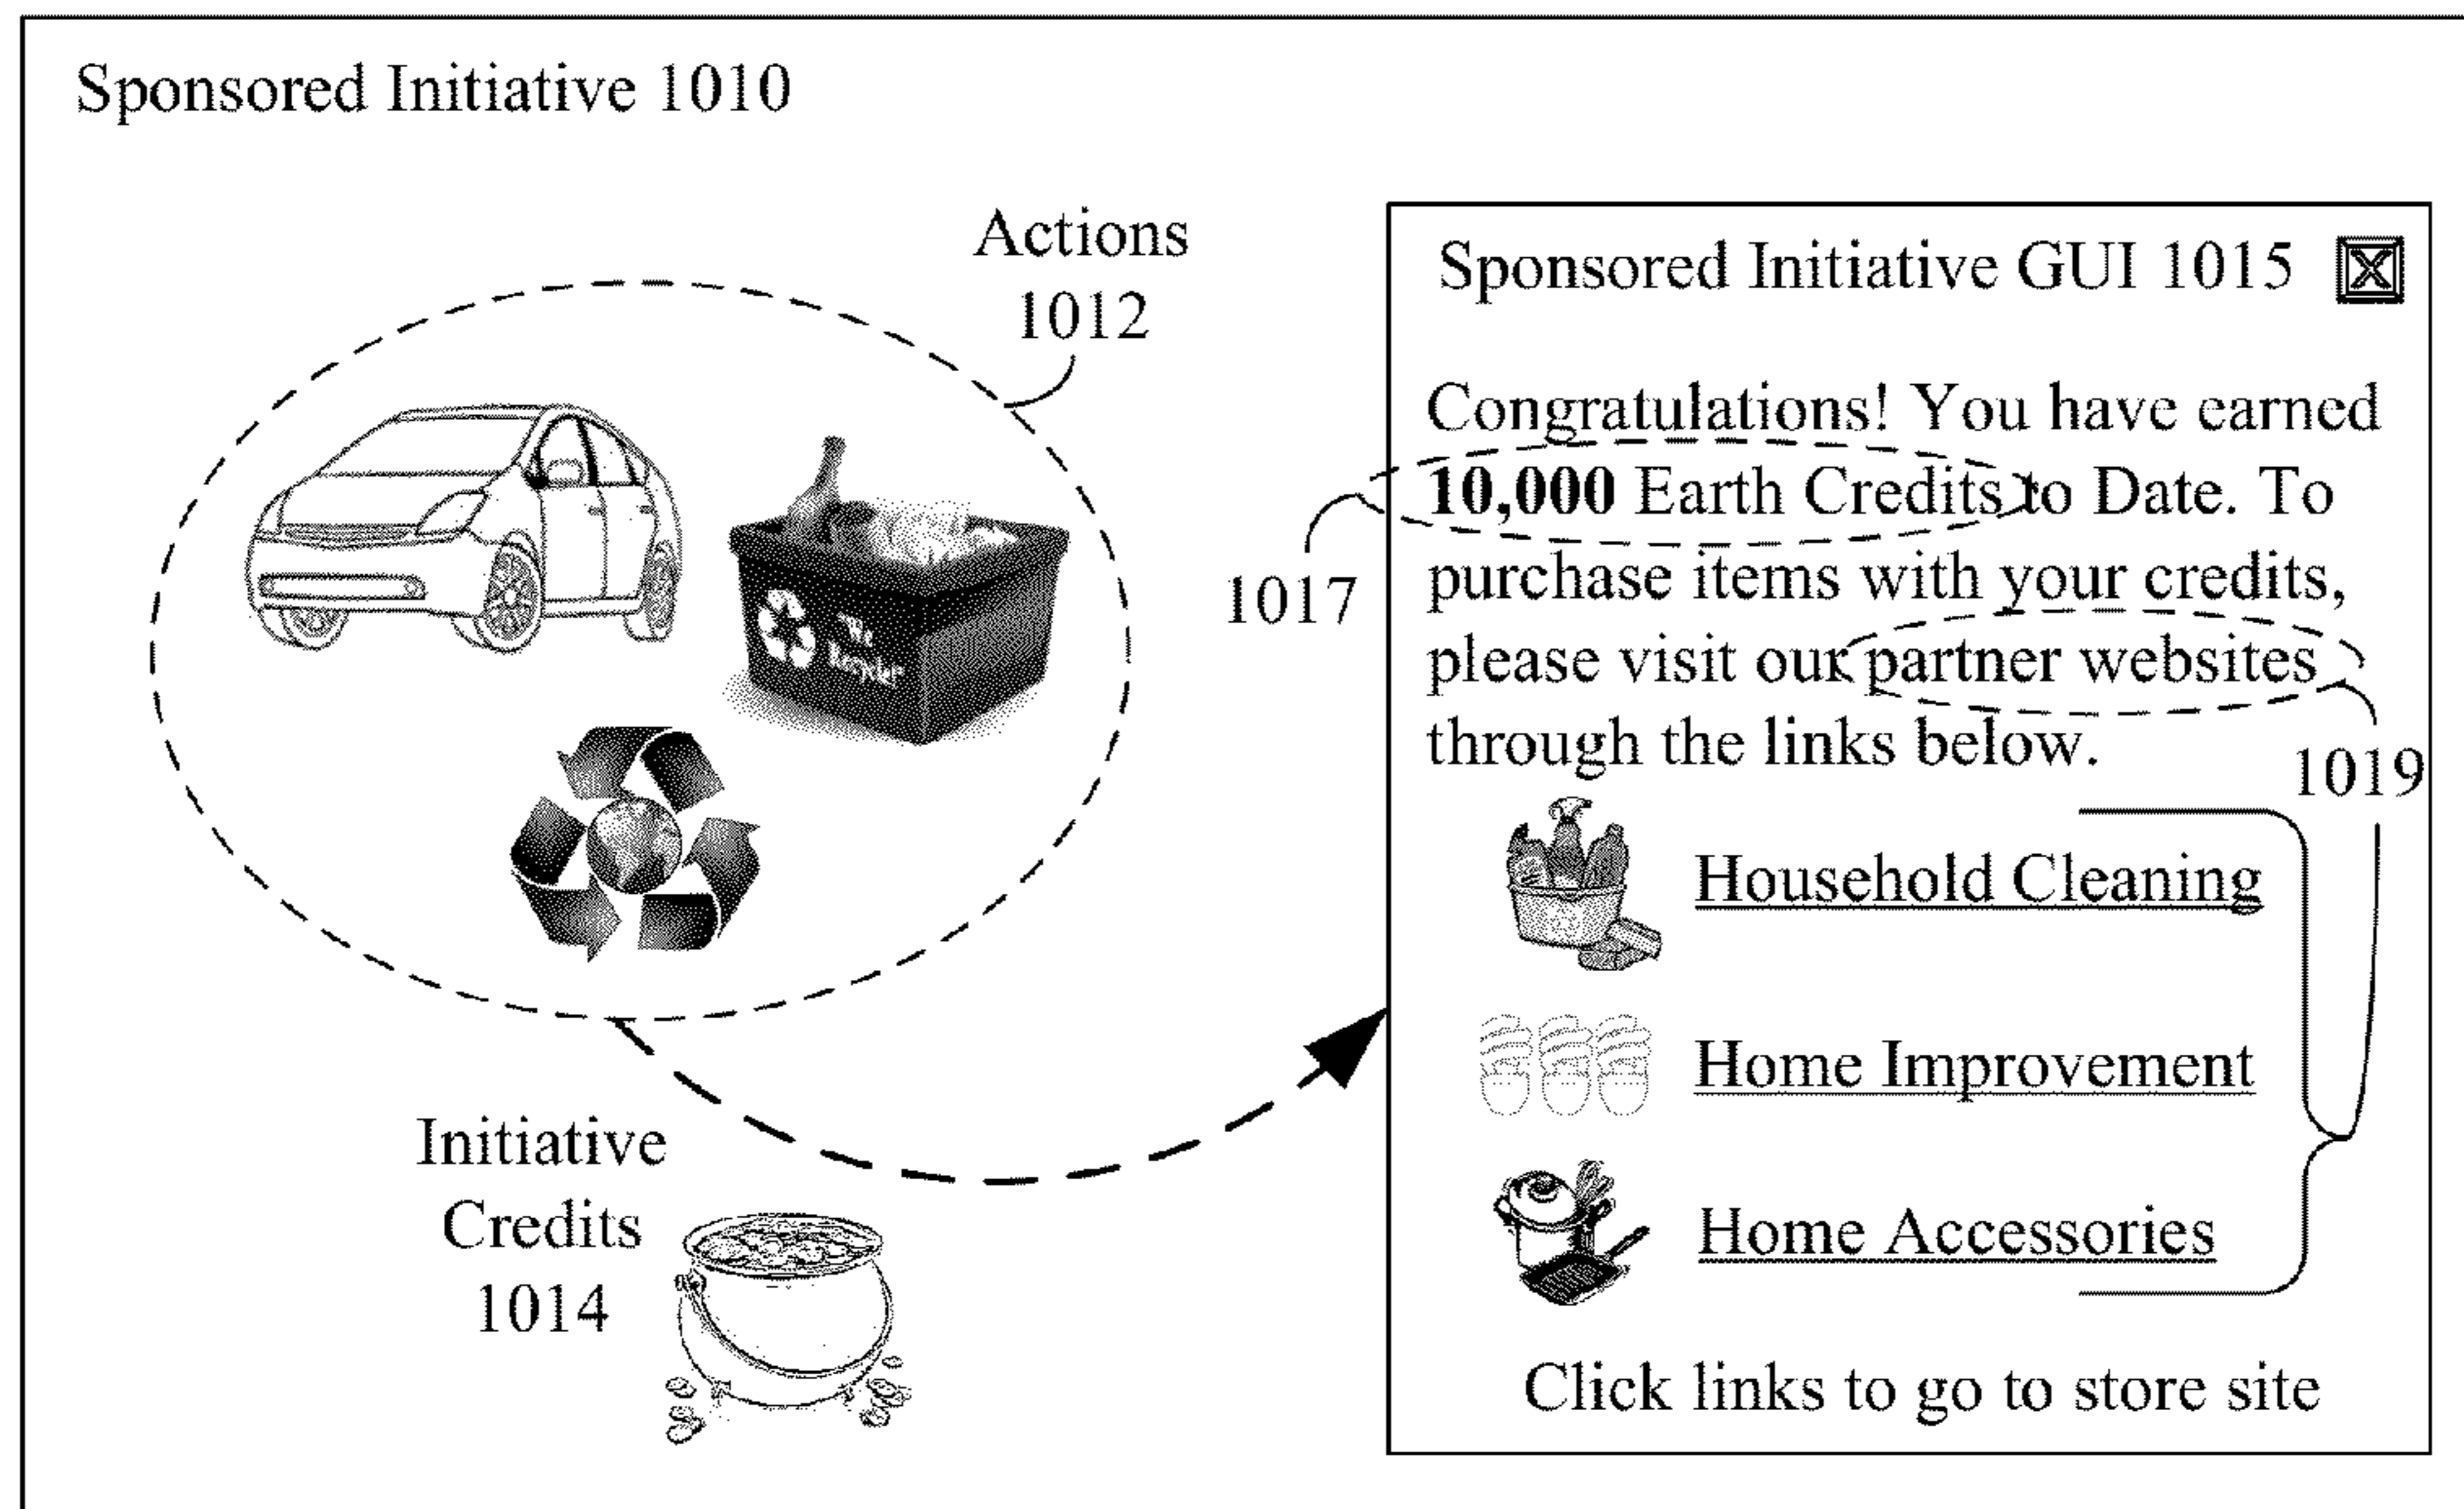 Sponsored Initiative 1010
Actions
1012
Initiative
Credits
1014
Sponsored Initiative GUI 1015
X
Congratulations! You have earned
10,000 Earth Credits to Date. To
purchase items with your credits,
please visit our partner websites
through the links below.
1017
1019
Household Cleaning
Home Improvement
Home Accessories
Click links to go to store site